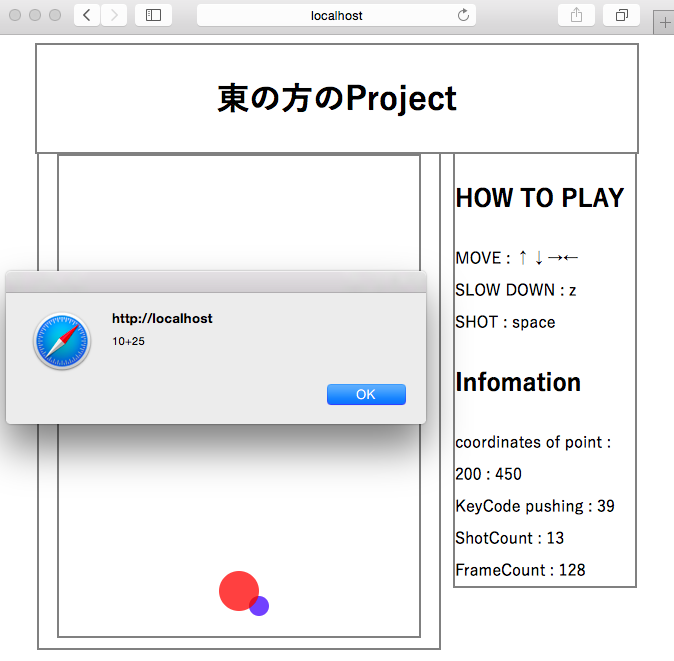 localhost
東の方のProject
HOW TO PLAY
MOVE : ↑↓→←
SLOW DOWN : z
SHOT : space
http://localhost
10+25
OK
Infomation
coordinates of point :
200 : 450
KeyCode pushing : 39
ShotCount : 13
FrameCount : 128